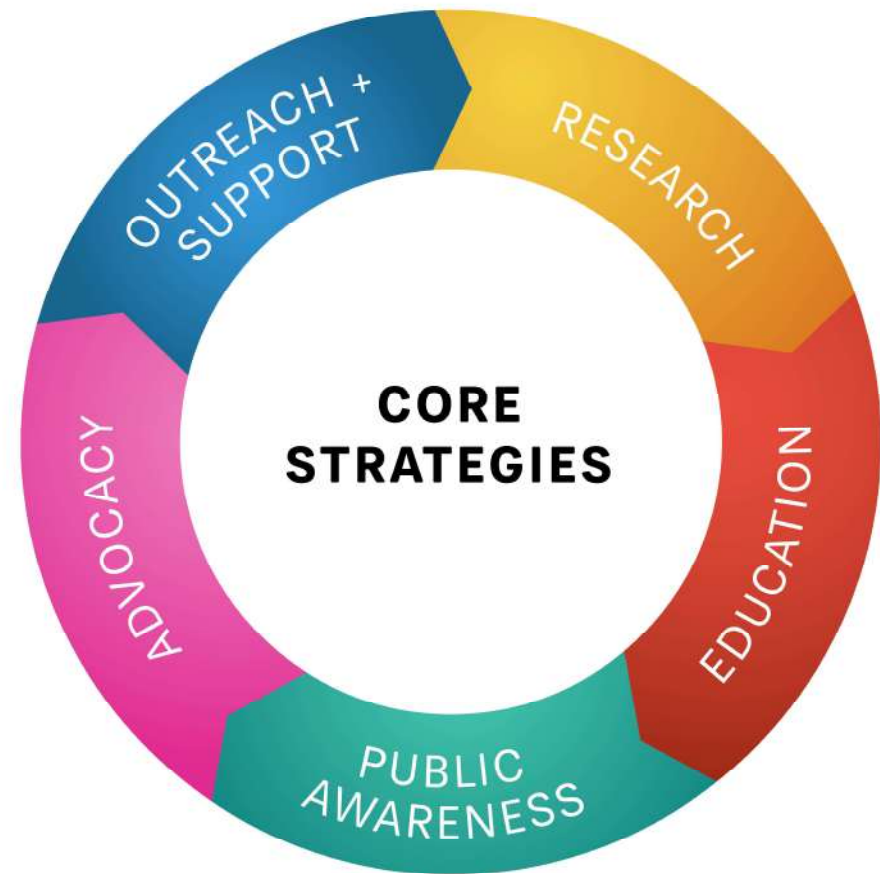 OUTREACH +
SUPPORT
RESEARCH
CORE
STRATEGIES
ADVOCACY
EDUCATION
PUBLIC
AWARENESS